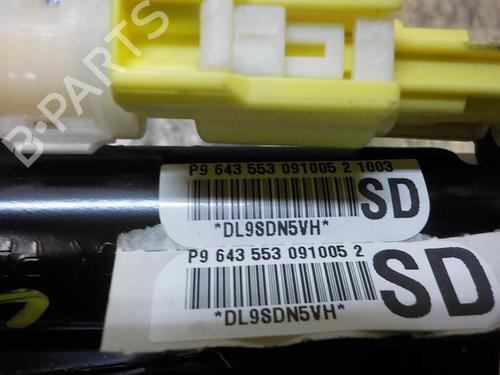 B-PARTS
P9 643 553 091005 2 1003
SD
*DL9SDN5VH*
P9 643 553 091005 2
SD
*DL9SDN5VH*